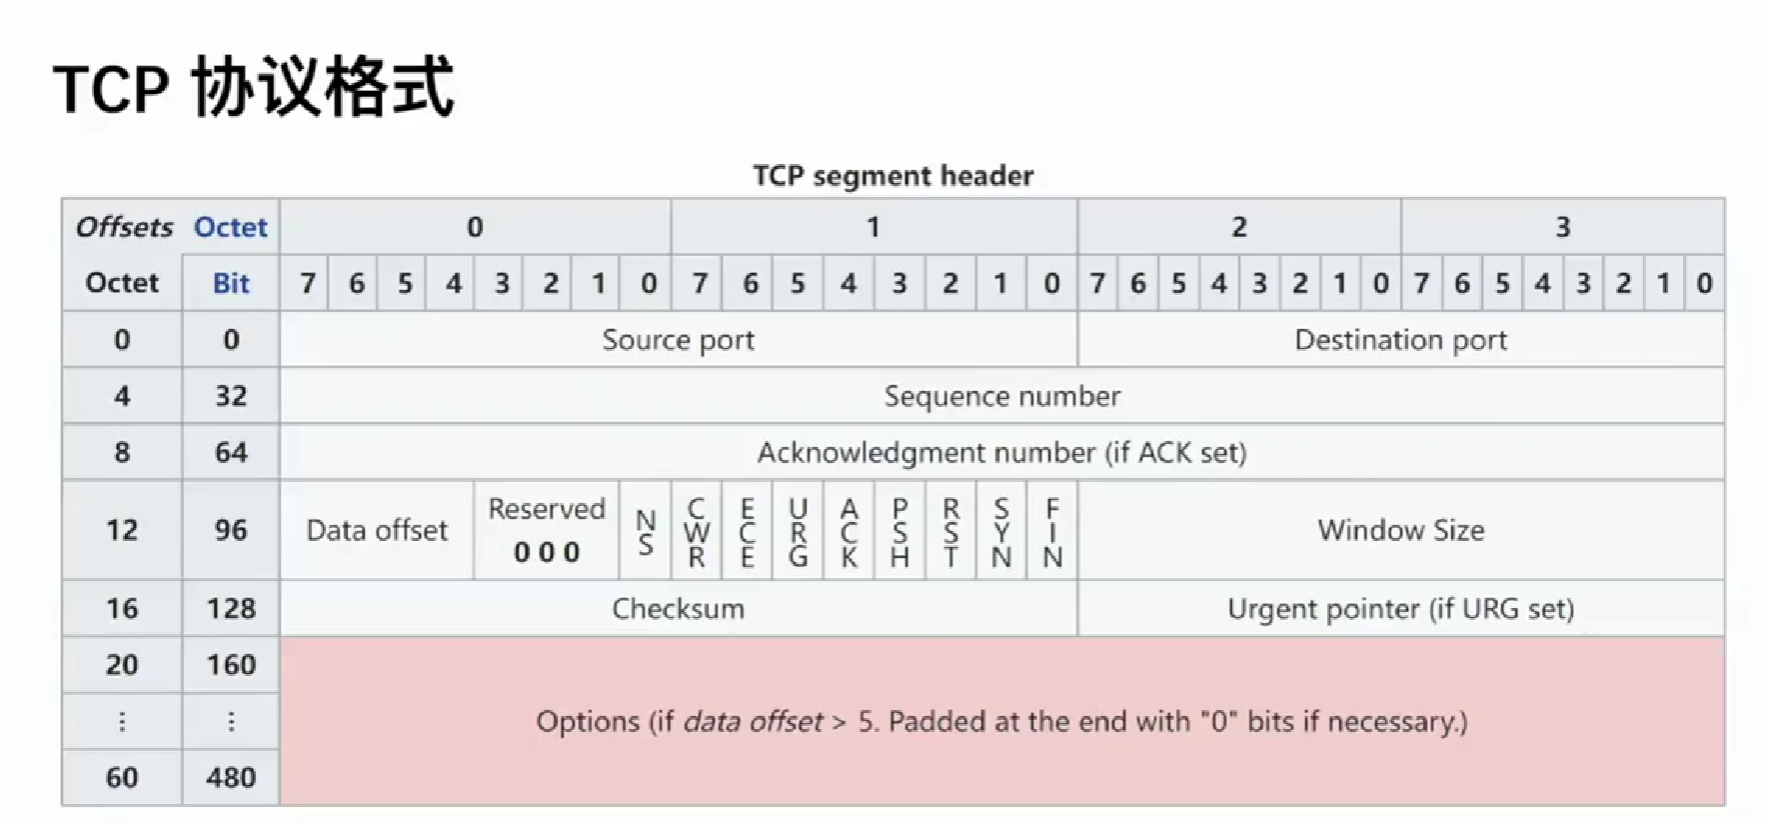 TCP 协议格式
TCP segment header
Offsets Octet 0 1 2 3
Octet Bit 7 6 5 4 3 2 1 0 7 6 5 4 3 2 1 0 7 6 5 4 3 2 1 0 7 6 5 4 3 2 1 0
0 0 Source port Destination port
4 32 Sequence number
8 64 Acknowledgment number (if ACK set)
12 96 Data offset Reserved 0 0 0 NS CWR ECE URG ACK PSH RST SYN FIN Window Size
16 128 Checksum Urgent pointer (if URG set)
20 160
⋮ ⋮ Options (if data offset > 5. Padded at the end with "0" bits if necessary.)
60 480